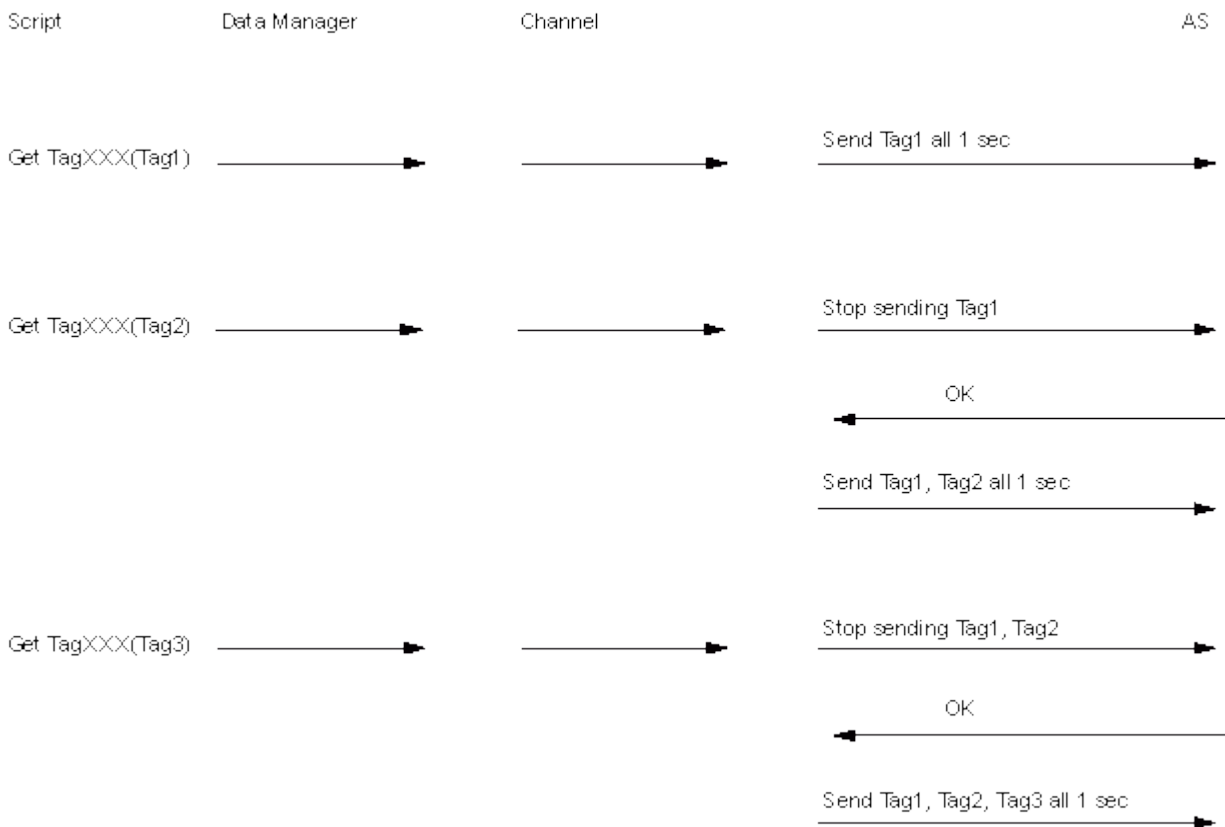 Script Data Manager Channel AS
Get TagXXX(Tag1) Send Tag1 all 1 sec
Get TagXXX(Tag2) Stop sending Tag1
OK
Send Tag1, Tag2 all 1 sec
Get TagXXX(Tag3) Stop sending Tag1, Tag2
OK
Send Tag1, Tag2, Tag3 all 1 sec